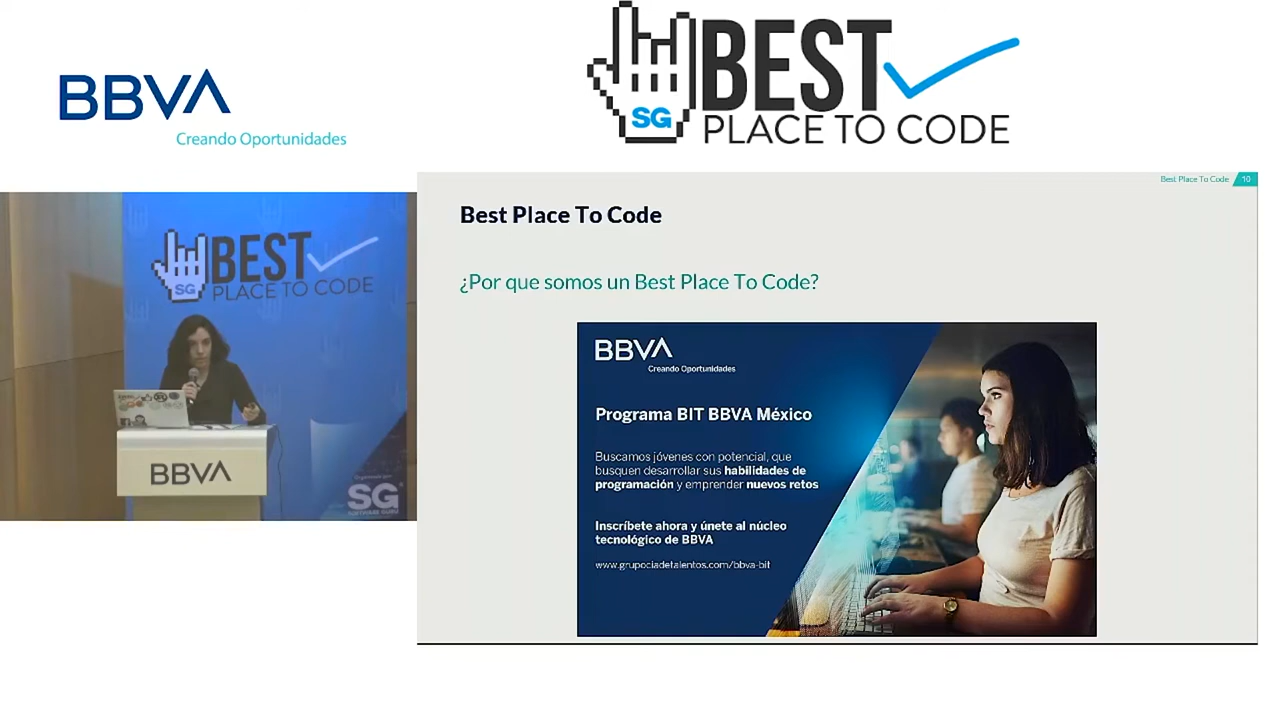 BBVA
Creando Oportunidades
SG
BEST
PLACE TO CODE
SG
BEST
PLACE TO CODE
BBVA
SG
SOFTWARE GURU
Best Place To Code 10
Best Place To Code
¿Por que somos un Best Place To Code?
BBVA
Creando Oportunidades
Programa BIT BBVA México
Buscamos jóvenes con potencial, que
busquen desarrollar sus habilidades de
programación y emprender nuevos retos
Inscríbete ahora y únete al núcleo
tecnológico de BBVA
www.grupociadetalentos.com/bbva-bit